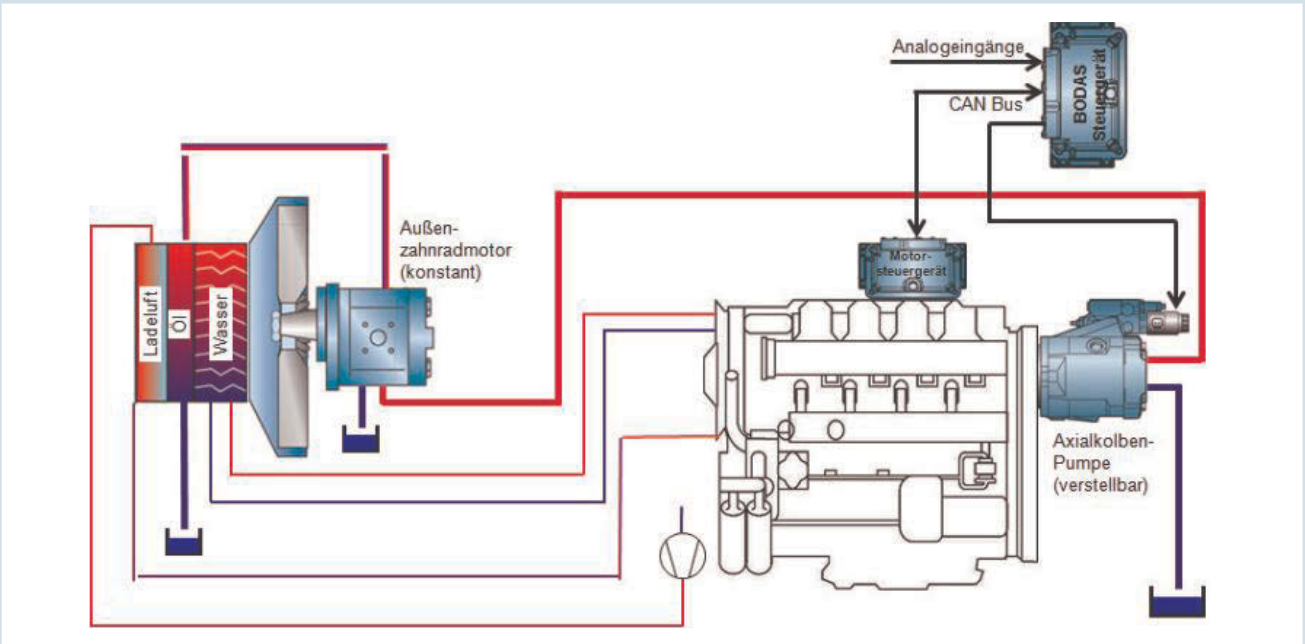 Analogeingänge
CAN Bus
BODAS
Steuergerät
Außen-
zahnradmotor
(konstant)
Motor-
steuergerät
Ladeluft
Öl
Wasser
Axialkolben-
Pumpe
(verstellbar)